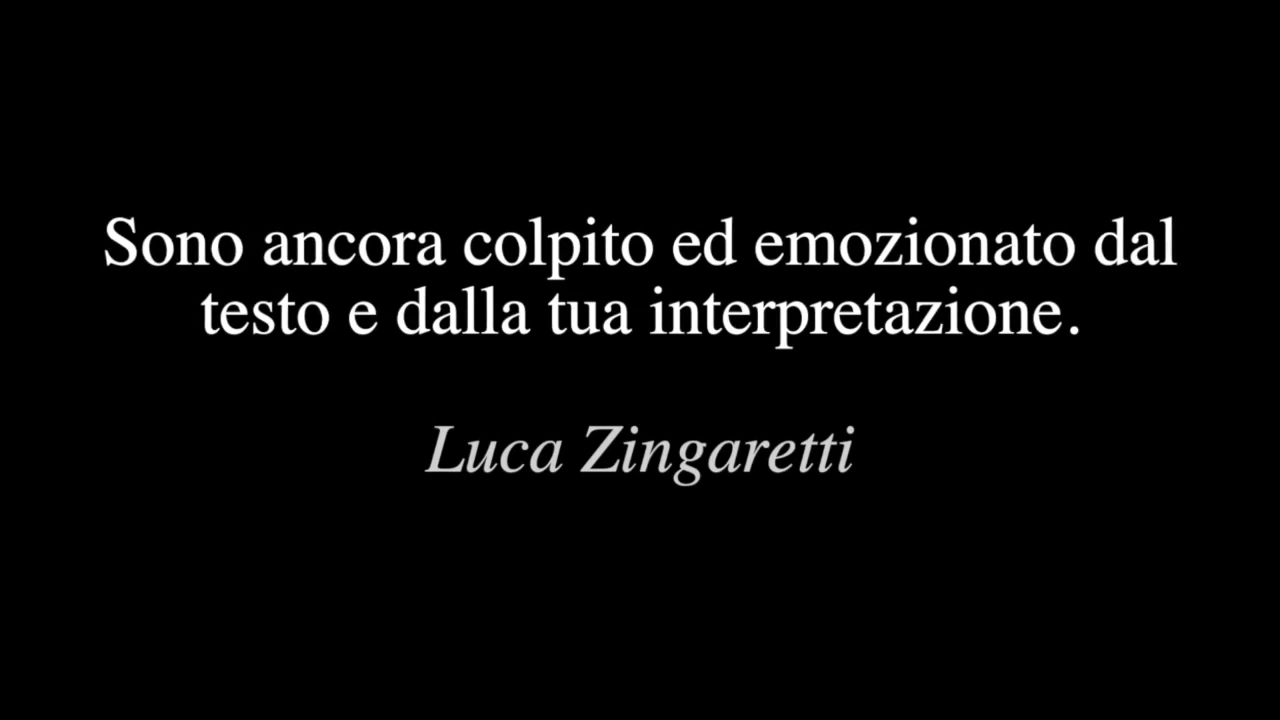 Sono ancora colpito ed emozionato dal
testo e dalla tua interpretazione.
Luca Zingaretti